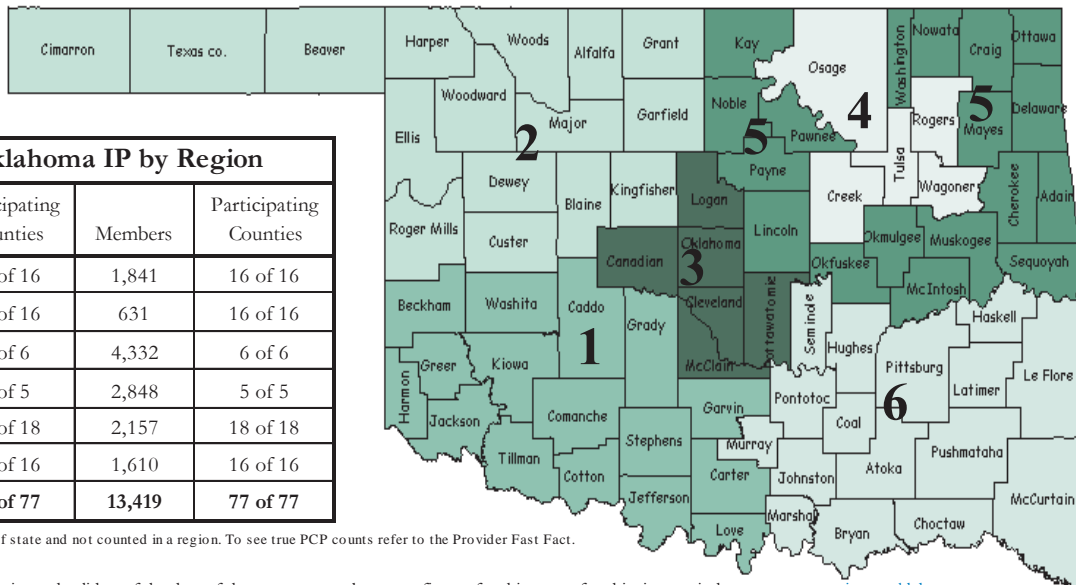 Cimarron Texas co. Beaver Harper Woods Alfalfa Grant Kay Osage Washington Nowata Craig Ottawa
Woodward Ellis Major Garfield Noble Pawnee Rogers Mayes Delaware
2 4 5 5
klahoma IP by Region
cipating Participating
unties Members Counties
of 16 1,841 16 of 16
of 16 631 16 of 16
of 6 4,332 6 of 6
of 5 2,848 5 of 5
of 18 2,157 18 of 18
of 16 1,610 16 of 16
of 77 13,419 77 of 77
Dewey Blaine Kingfisher Logan Payne Creek Tulsa Wagoner Cherokee Adair
Roger Mills Custer Canadian Oklahoma Lincoln Okfuskee Okmulgee Muskogee Sequoyah
3
Beckham Washita Caddo Grady Cleveland Pottawatomie Seminole McIntosh Haskell
1
Harmon Greer Kiowa McClain Hughes Pittsburg Latimer Le Flore
Jackson Comanche Garvin Pontotoc Coal
6
Tillman Cotton Stephens Murray Carter Johnston Atoka Pushmataha McCurtain
Jefferson Love Marshal Bryan Choctaw
f state and not counted in a region. To see true PCP counts refer to the Provider Fast Fact.